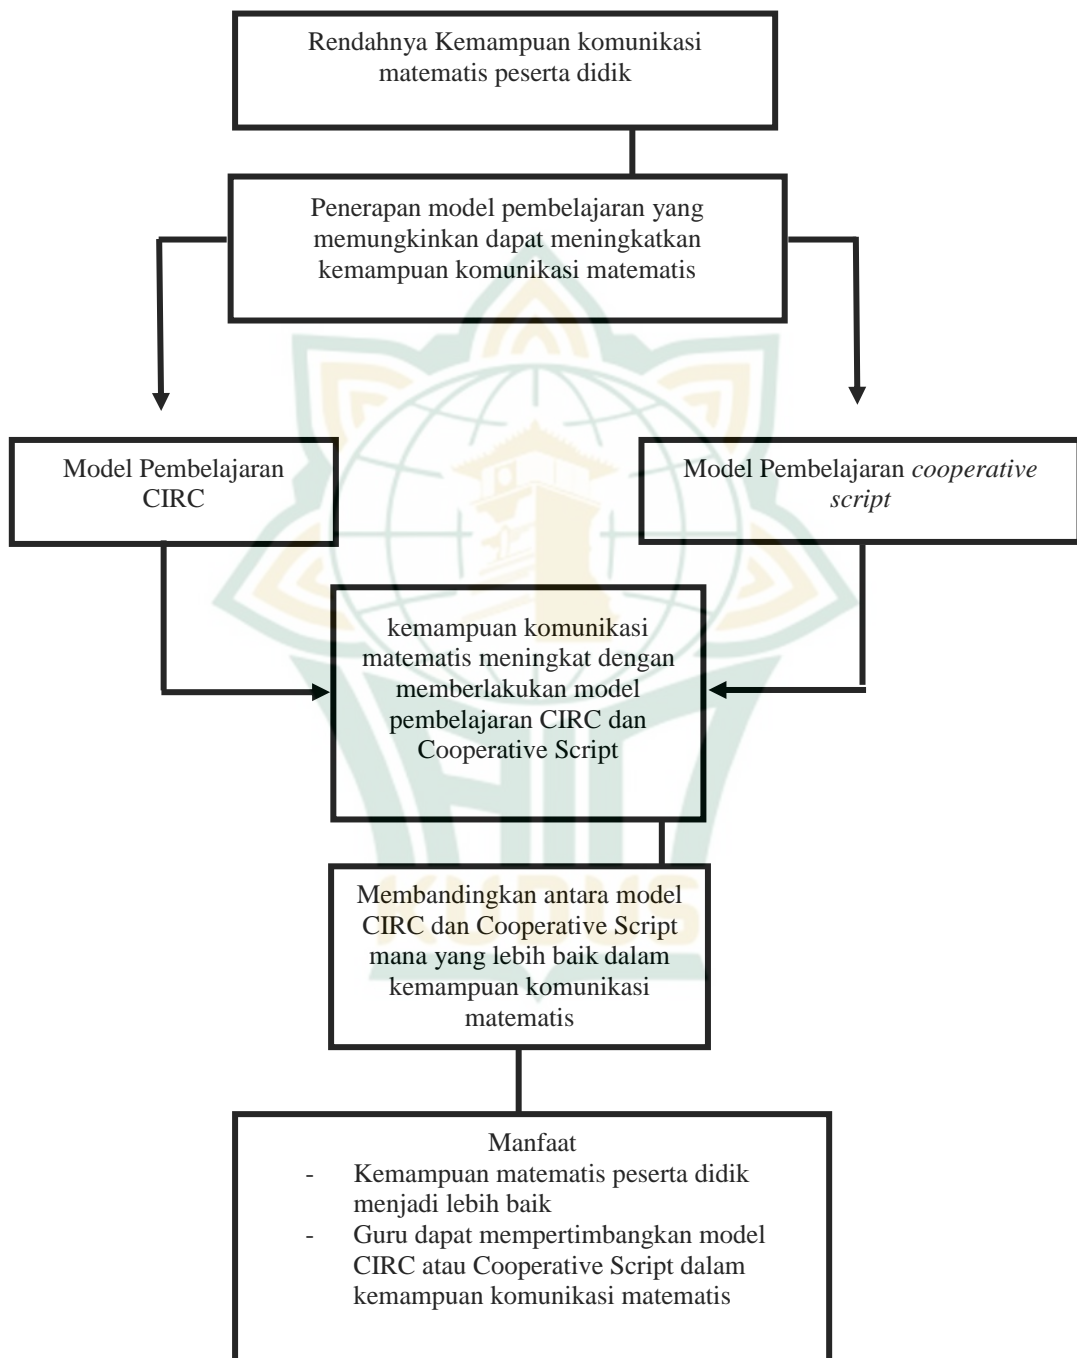 Rendahnya Kemampuan komunikasi
matematis peserta didik
Penerapan model pembelajaran yang
memungkinkan dapat meningkatkan
kemampuan komunikasi matematis
Model Pembelajaran
CIRC
Model Pembelajaran cooperative
script
kemampuan komunikasi
matematis meningkat dengan
memberlakukan model
pembelajaran CIRC dan
Cooperative Script
Membandingkan antara model
CIRC dan Cooperative Script
mana yang lebih baik dalam
kemampuan komunikasi
matematis
KUDUS
Manfaat
- Kemampuan matematis peserta didik
menjadi lebih baik
- Guru dapat mempertimbangkan model
CIRC atau Cooperative Script dalam
kemampuan komunikasi matematis